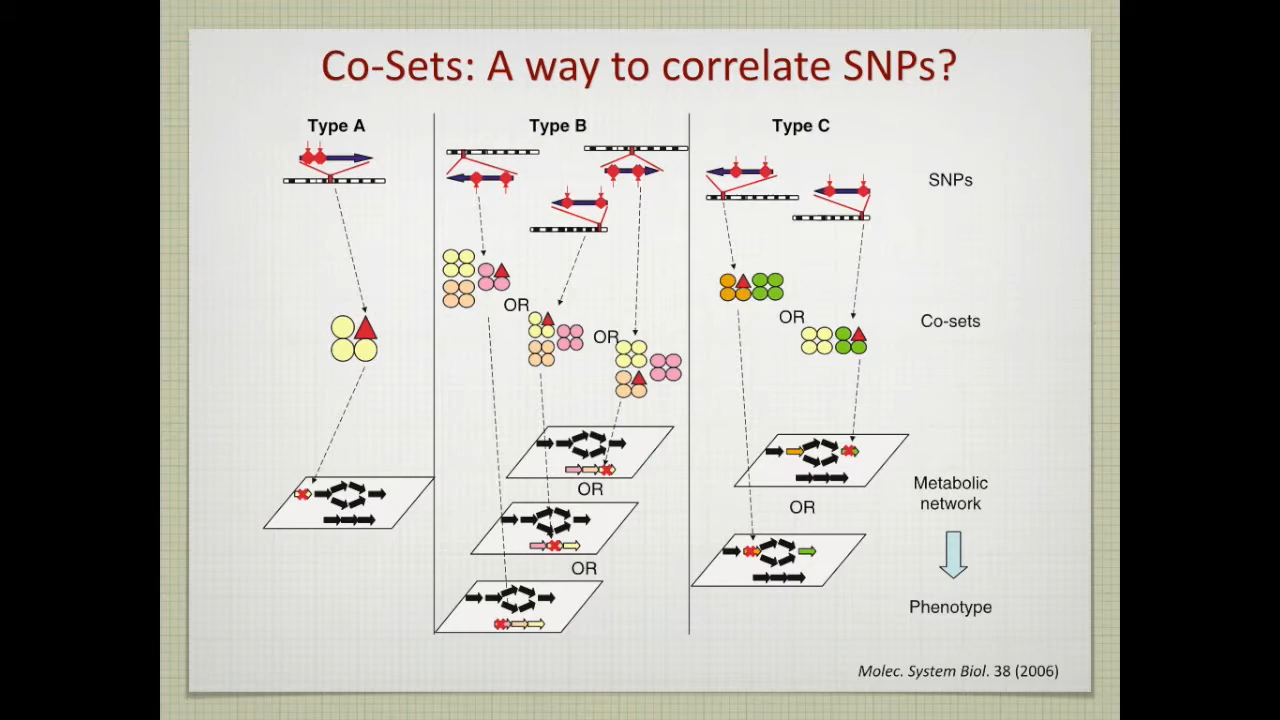 Co-Sets: A way to correlate SNPs?
Type A
Type B
Type C
SNPs
OR
OR
OR
Co-sets
OR
OR
OR
Metabolic
network
Phenotype
Molec. System Biol. 38 (2006)